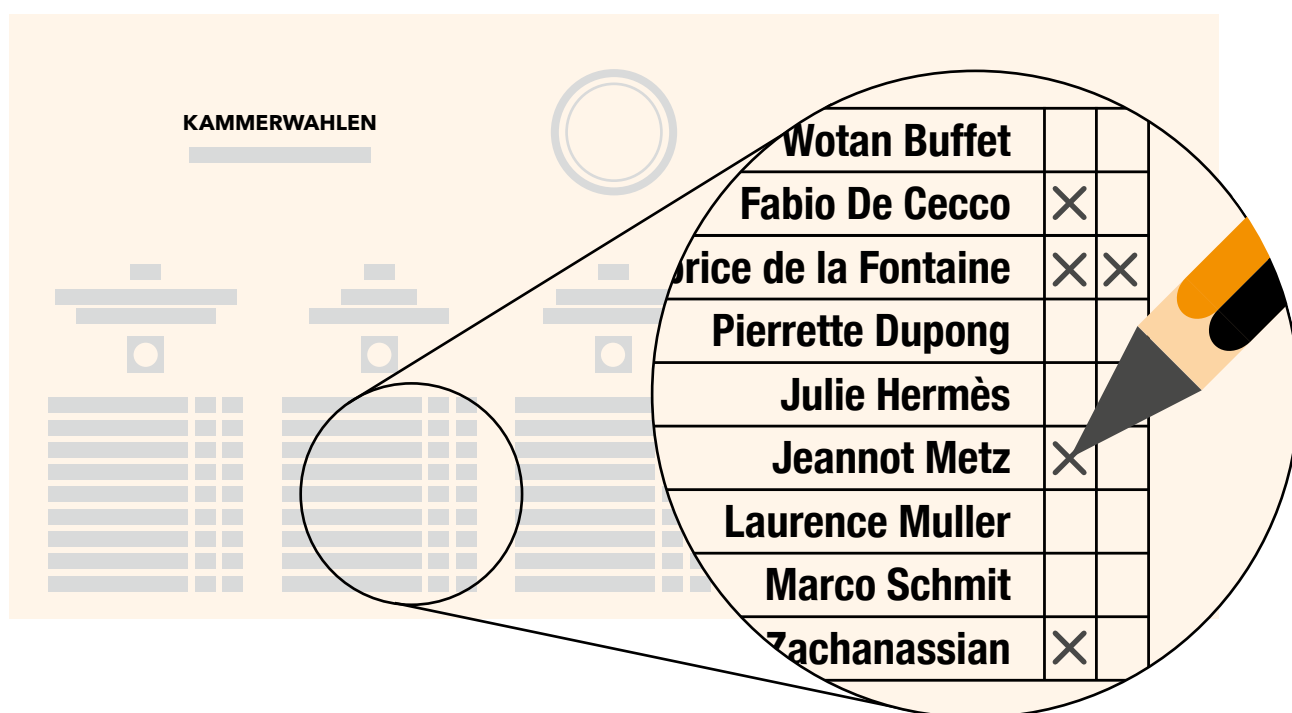 KAMMERWAHLEN
Wotan Buffet
Fabio De Cecco
de la Fontaine
Pierrette Dupong
Julie Hermès
Jeannot Metz
Laurence Muller
Marco Schmit
Zachanassian